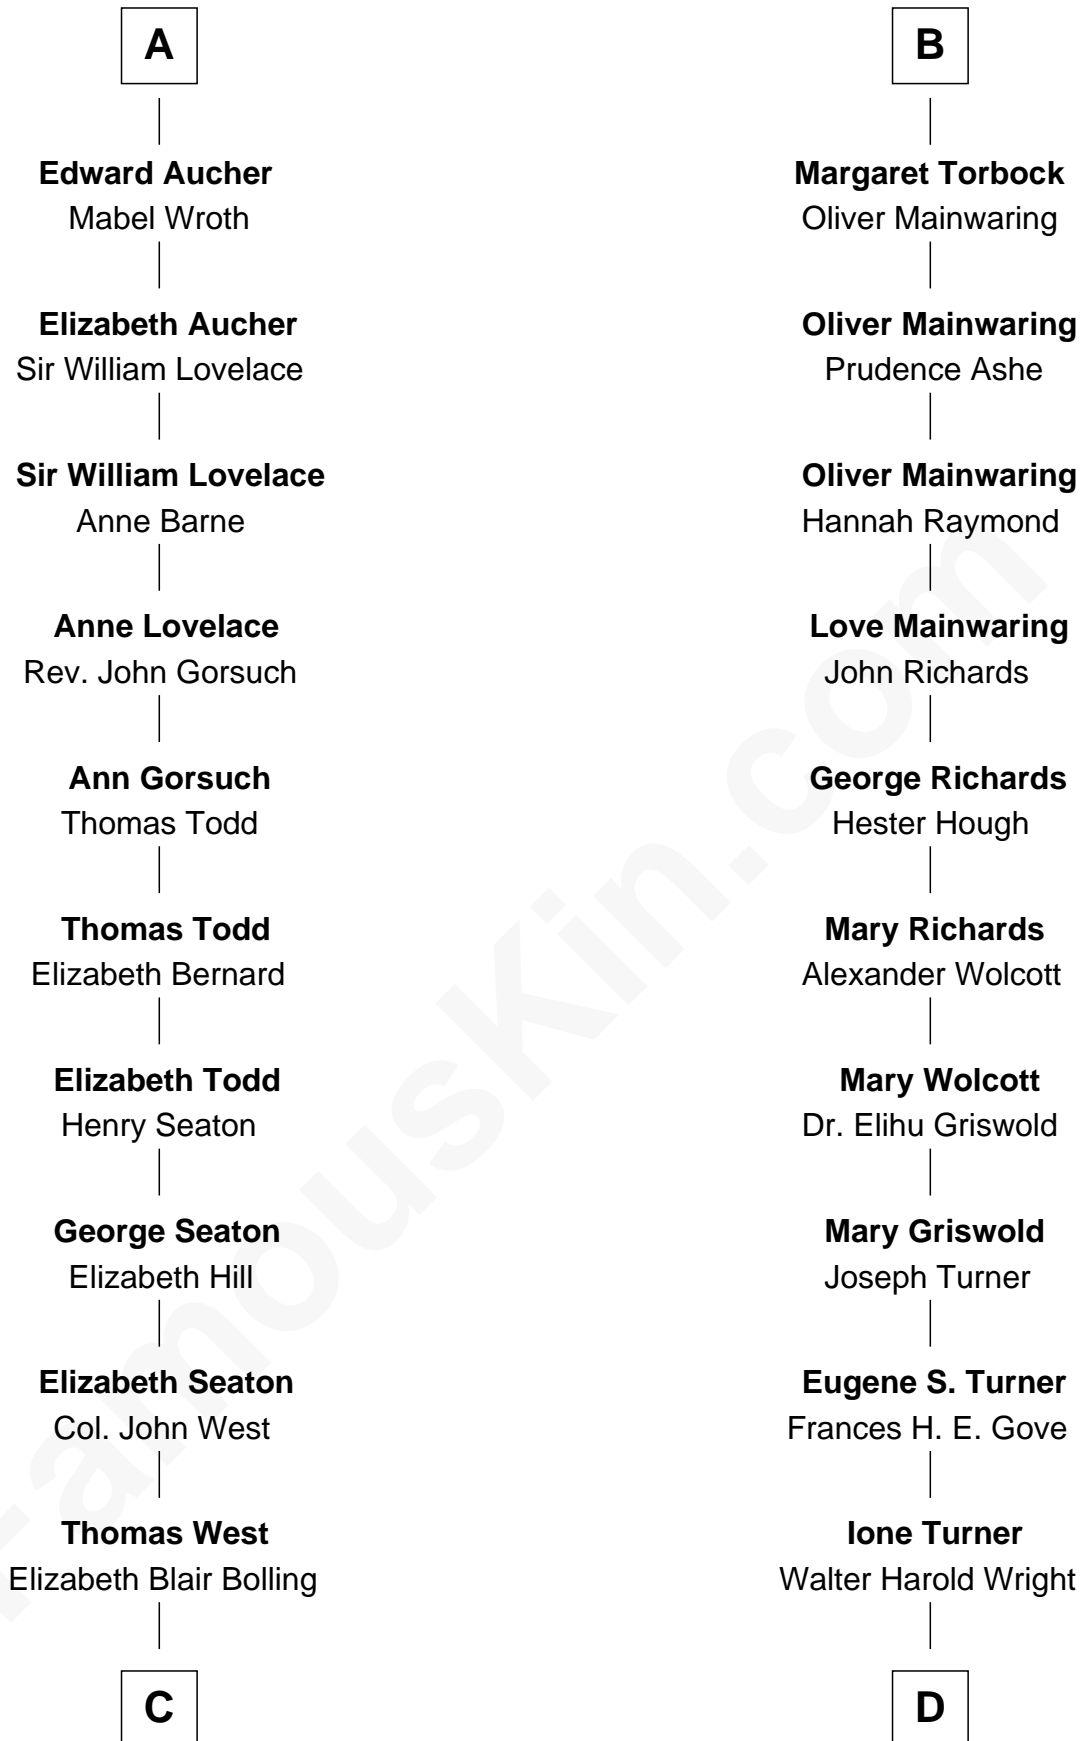 A
Edward Aucher
Mabel Wroth
Elizabeth Aucher
Sir William Lovelace
Sir William Lovelace
Anne Barne
Anne Lovelace
Rev. John Gorsuch
Ann Gorsuch
Thomas Todd
Thomas Todd
Elizabeth Bernard
Elizabeth Todd
Henry Seaton
George Seaton
Elizabeth Hill
Elizabeth Seaton
Col. John West
Thomas West
Elizabeth Blair Bolling
C
B
Margaret Torbock
Oliver Mainwaring
Oliver Mainwaring
Prudence Ashe
Oliver Mainwaring
Hannah Raymond
Love Mainwaring
John Richards
George Richards
Hester Hough
Mary Richards
Alexander Wolcott
Mary Wolcott
Dr. Elihu Griswold
Mary Griswold
Joseph Turner
Eugene S. Turner
Frances H. E. Gove
Ione Turner
Walter Harold Wright
D
FamousKin.com